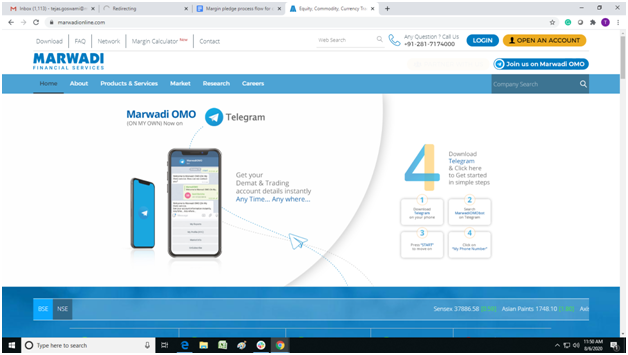 Inbox (1,113) - tejas.goswami@
Redirecting
Margin pledge process flow for
Equity, Commodity, Currency Tra
marwadionline.com
Download
FAQ
Network
Margin Calculator New
Contact
Web Search
Any Question ? Call Us
+91-281-7174000
LOGIN
OPEN AN ACCOUNT
MARWADI
FINANCIAL SERVICES
Join us on Marwadi OMO
Home
About
Products & Services
Market
Research
Careers
Company Search
Marwadi OMO
(ON MY OWN) Now on
Telegram
Get your
Demat & Trading
account details instantly
Any Time... Any where...
4
Download
Telegram
& Click here
to Get started
in simple steps
1
Download
Telegram
on your phone
2
Search
MarwadiOMObot
on Telegram
3
Press "START"
to move on
4
Click on
"My Phone Number"
BSE
NSE
Sensex 37886.58
Asian Paints 1748.10
Axi
Type here to search
11:50 AM
8/6/2020